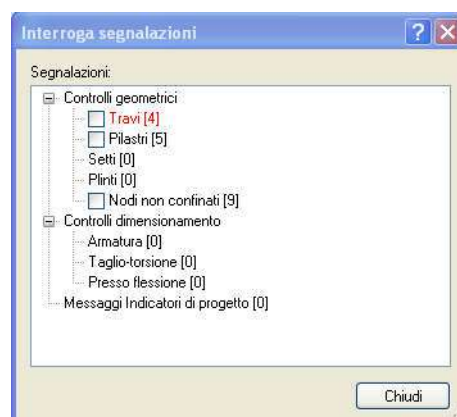 Interroga segnalazioni
Segnalazioni:
Controlli geometrici
Travi [4]
Pilastri [5]
Setti [0]
Plinti [0]
Nodi non confinati [9]
Controlli dimensionamento
Armatura [0]
Taglio-torsione [0]
Presso flessione [0]
Messaggi Indicatori di progetto [0]
Chiudi